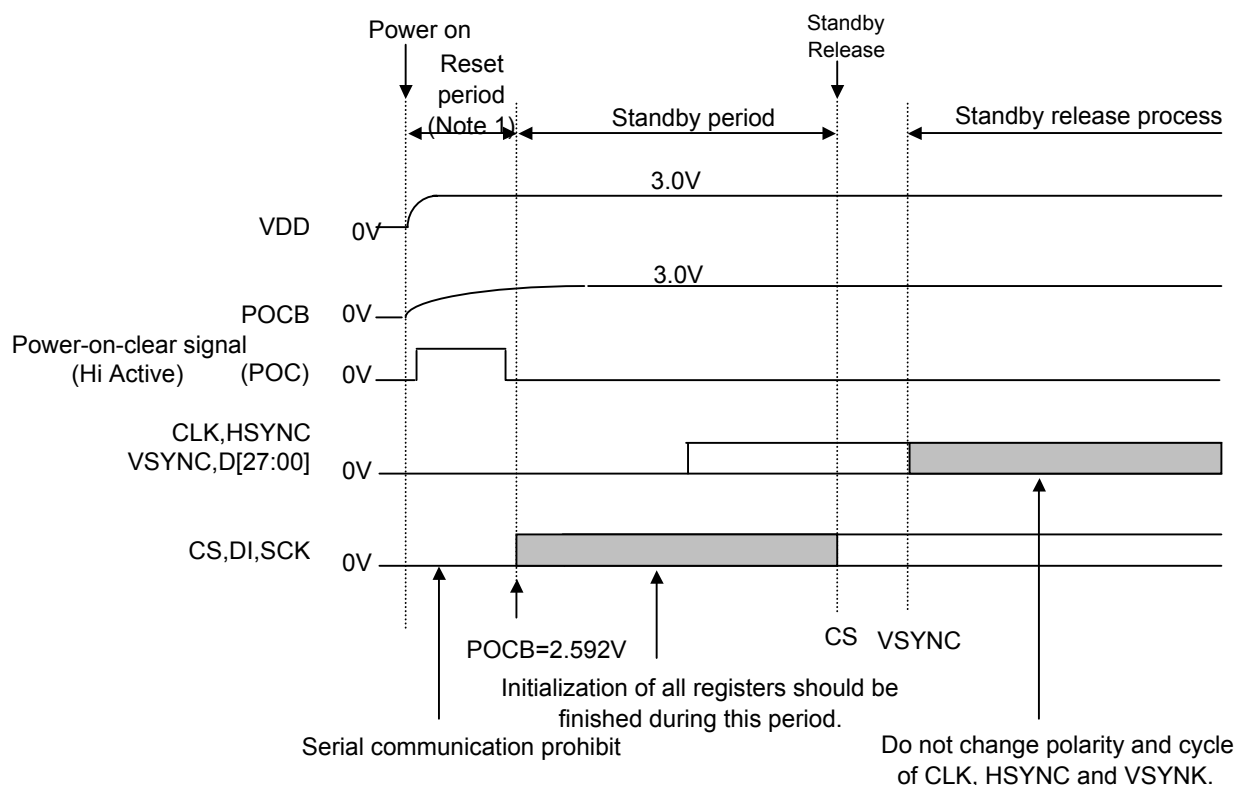 Power on
Reset
period
(Note 1)
Standby period
Standby
Release
Standby release process
VDD 0V 3.0V
POCB 0V 3.0V
Power-on-clear signal
(Hi Active) (POC) 0V
CLK,HSYNC
VSYNC,D[27:00] 0V
CS,DI,SCK 0V
POCB=2.592V
CS VSYNC
Initialization of all registers should be
finished during this period.
Serial communication prohibit
Do not change polarity and cycle
of CLK, HSYNC and VSYNK.